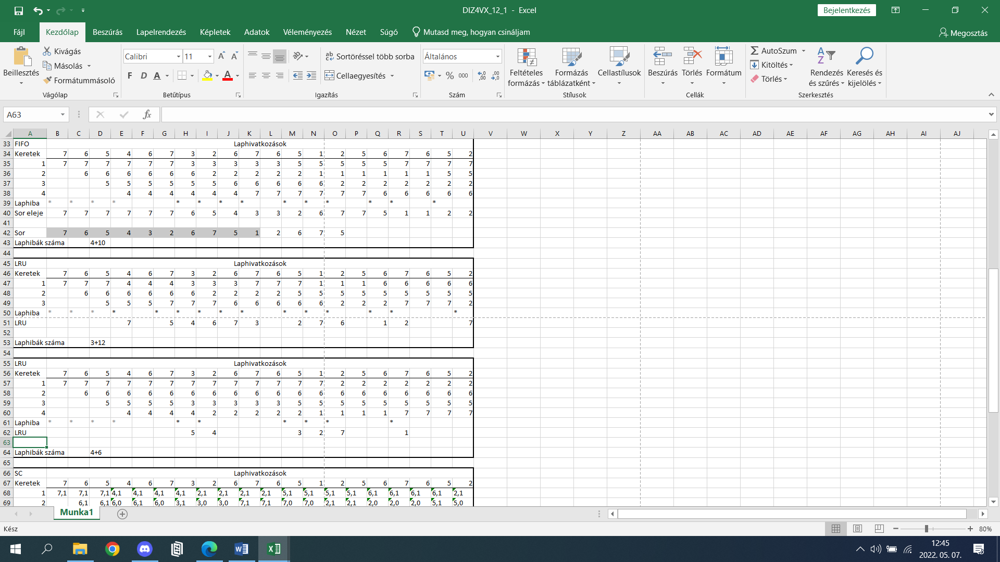 DIZ4VX_12_1 - Excel
Bejelentkezés
Fájl Kezdőlap Beszúrás Lapelrendezés Képletek Adatok Véleményezés Nézet Súgó Mutasd meg, hogyan csináljam Megosztás
Beillesztés
Kivágás
Másolás
Formátummásoló
Vágólap
Calibri 11
F D A
Betűtípus
Sortöréssel több sorba
Cellaegyesítés
Igazítás
Általános
% 000
Szám
Feltételes formázás
Formázás táblázatként
Cellastílusok
Stílusok
Beszúrás Törlés Formátum
Cellák
AutoSzum
Kitöltés
Törlés
Rendezés és szűrés
Keresés és kijelölés
Szerkesztés
A63 fx
A B C D E F G H I J K L M N O P Q R S T U V W X Y Z AA AB AC AD AE AF AG AH AI AJ
33 FIFO Laphivatkozások
34 Keretek 7 6 5 4 6 7 3 2 6 7 6 5 1 2 5 6 7 6 5 2
35 1 7 7 7 7 7 7 3 3 3 3 3 5 5 5 5 5 7 7 7 7
36 2 6 6 6 6 6 6 2 2 2 2 2 1 1 1 1 1 1 5 5
37 3 5 5 5 5 5 5 6 6 6 6 6 2 2 2 2 2 2 2
38 4 4 4 4 4 4 4 7 7 7 7 7 7 6 6 6 6 6
39 Laphiba * * * * * * * * * * * * * *
40 Sor eleje 7 7 7 7 7 7 6 5 4 3 3 2 6 7 7 5 1 1 2 2
41
42 Sor 7 6 5 4 3 2 6 7 5 1 2 6 7 5
43 Laphibák száma 4+10
44
45 LRU Laphivatkozások
46 Keretek 7 6 5 4 6 7 3 2 6 7 6 5 1 2 5 6 7 6 5 2
47 1 7 7 7 4 4 4 3 3 3 7 7 7 1 1 1 6 6 6 6 6
48 2 6 6 6 6 6 6 2 2 2 2 5 5 5 5 5 5 5 5 5
49 3 5 5 5 7 7 7 6 6 6 6 6 2 2 2 7 7 7 2
50 Laphiba * * * * * * * * * * * * * * *
51 LRU 7 5 4 6 7 3 2 7 6 1 2 7
52
53 Laphibák száma 3+12
54
55 LRU Laphivatkozások
56 Keretek 7 6 5 4 6 7 3 2 6 7 6 5 1 2 5 6 7 6 5 2
57 1 7 7 7 7 7 7 7 7 7 7 7 7 7 2 2 2 2 2 2 2
58 2 6 6 6 6 6 6 6 6 6 6 6 6 6 6 6 6 6 6 6
59 3 5 5 5 5 3 3 3 3 3 5 5 5 5 5 5 5 5 5
60 4 4 4 4 4 2 2 2 2 2 1 1 1 1 7 7 7 7
61 Laphiba * * * * * * * * * *
62 LRU 5 4 3 2 7 1
63
64 Laphibák száma 4+6
65
66 SC Laphivatkozások
67 Keretek 7 6 5 4 6 7 3 2 6 7 6 5 1 2 5 6 7 6 5 2
68 1 7,1 7,1 7,1 4,1 4,1 4,1 4,1 2,1 2,1 2,1 2,1 5,1 5,1 5,1 5,1 6,1 6,1 6,1 6,1 2,1
69 2 6,1 6,1 6,0 6,1 6,0 3,1 3,0 3,0 7,1 7,1 7,0 7,0 2,1 2,1 2,0 2,0 2,0 5,1 5,0
Munka1
Kész 80%
12:45
2022. 05. 07.